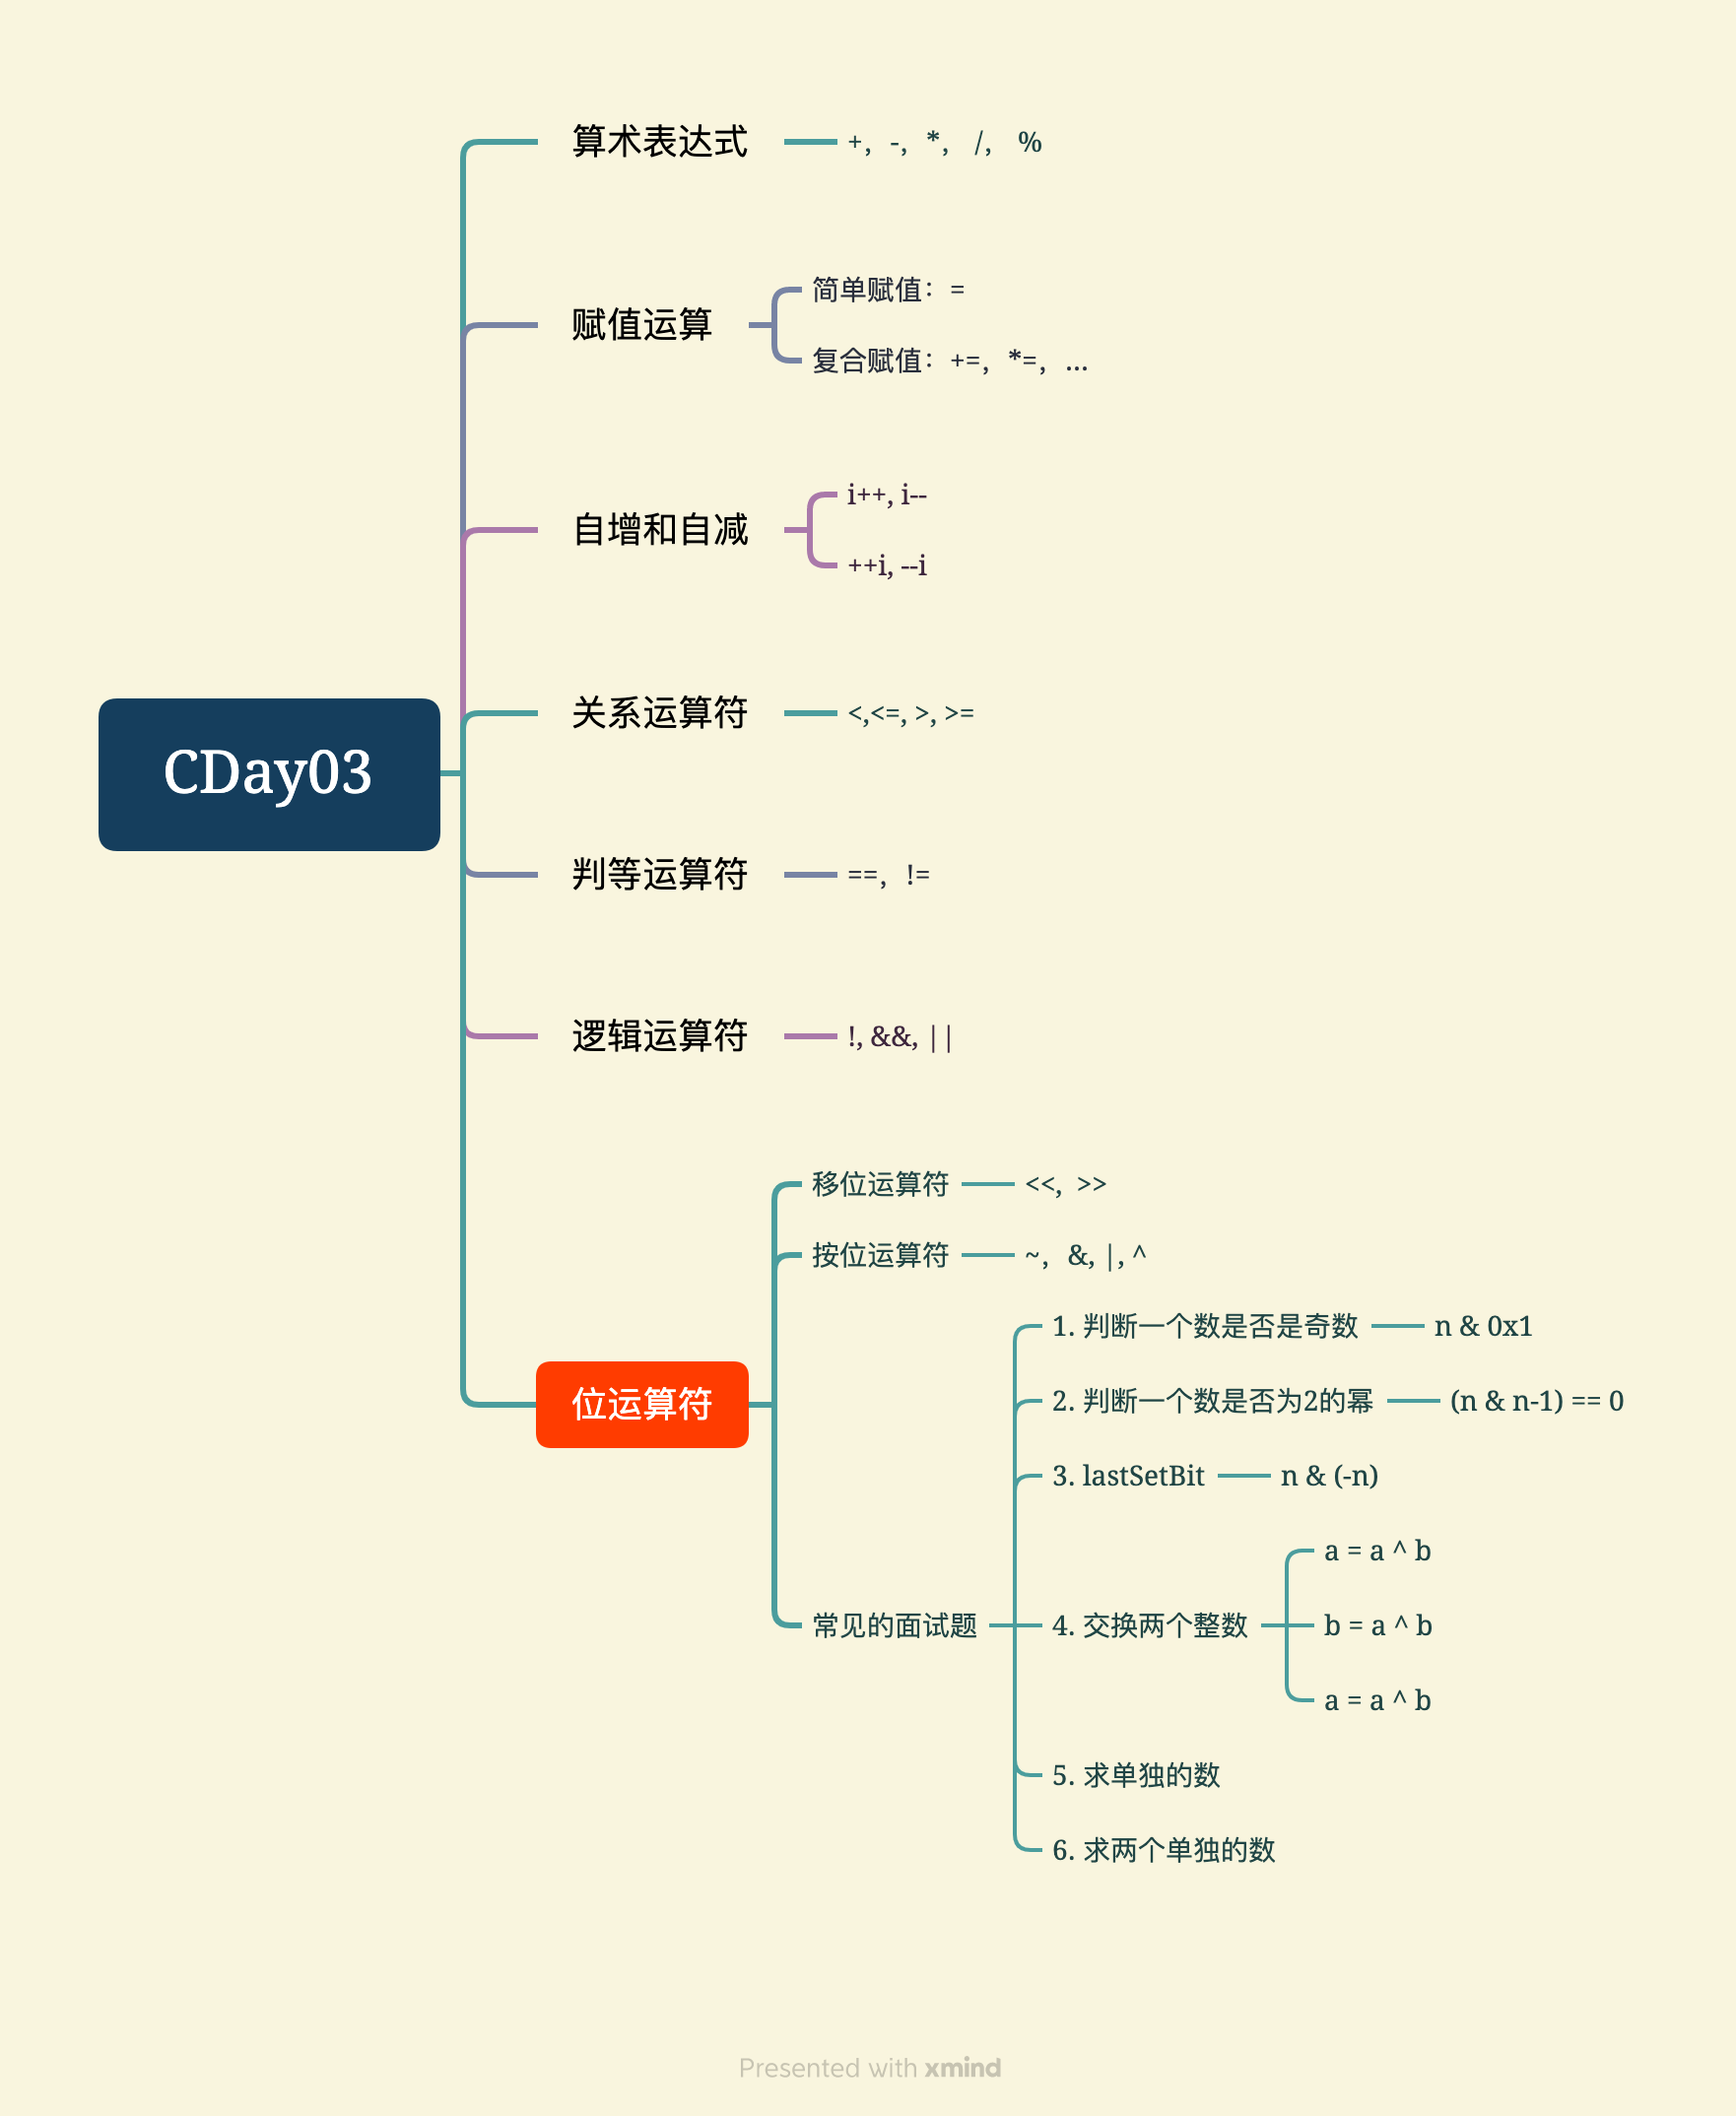 算术表达式
+，-，*， /， %
赋值运算
简单赋值：=
复合赋值：+=，*=，...
自增和自减
i++, i--
++i, --i
关系运算符
<,<=, >, >=
CDay03
判等运算符
==，!=
逻辑运算符
!, &&, ||
位运算符
移位运算符
<<，>>
按位运算符
~，&, |, ^
常见的面试题
1. 判断一个数是否是奇数
n & 0x1
2. 判断一个数是否为2的幂
(n & n-1) == 0
3. lastSetBit
n & (-n)
4. 交换两个整数
a = a ^ b
b = a ^ b
a = a ^ b
5. 求单独的数
6. 求两个单独的数
Presented with xmind